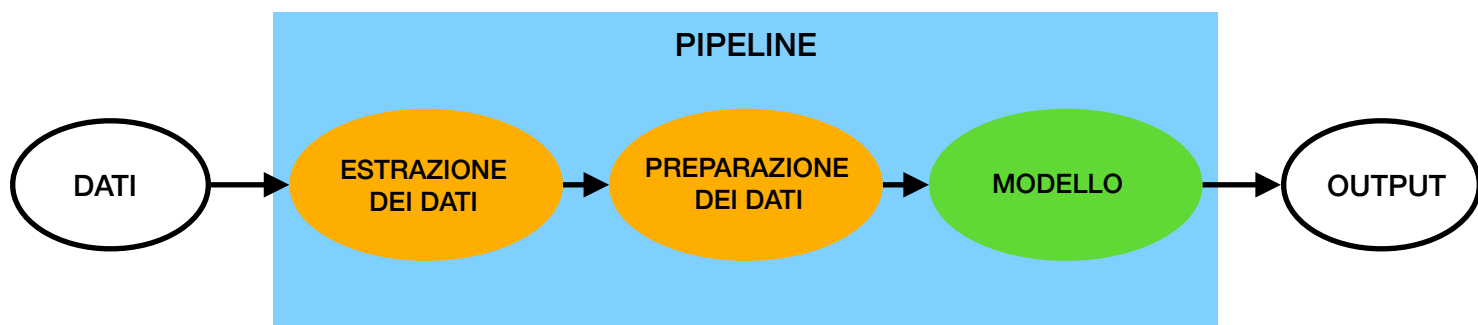 PIPELINE
DATI
ESTRAZIONE
DEI DATI
PREPARAZIONE
DEI DATI
MODELLO
OUTPUT